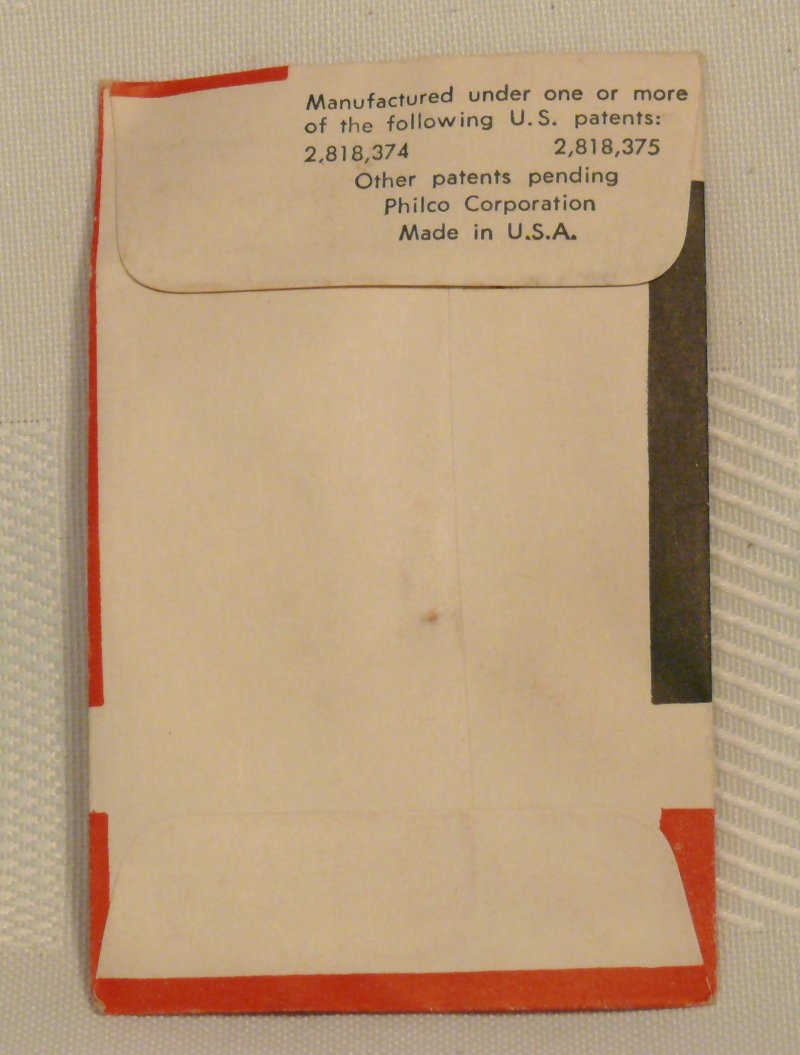 Manufactured under one or more
of the following U.S. patents:
2,818,374 2,818,375
Other patents pending
Philco Corporation
Made in U.S.A.